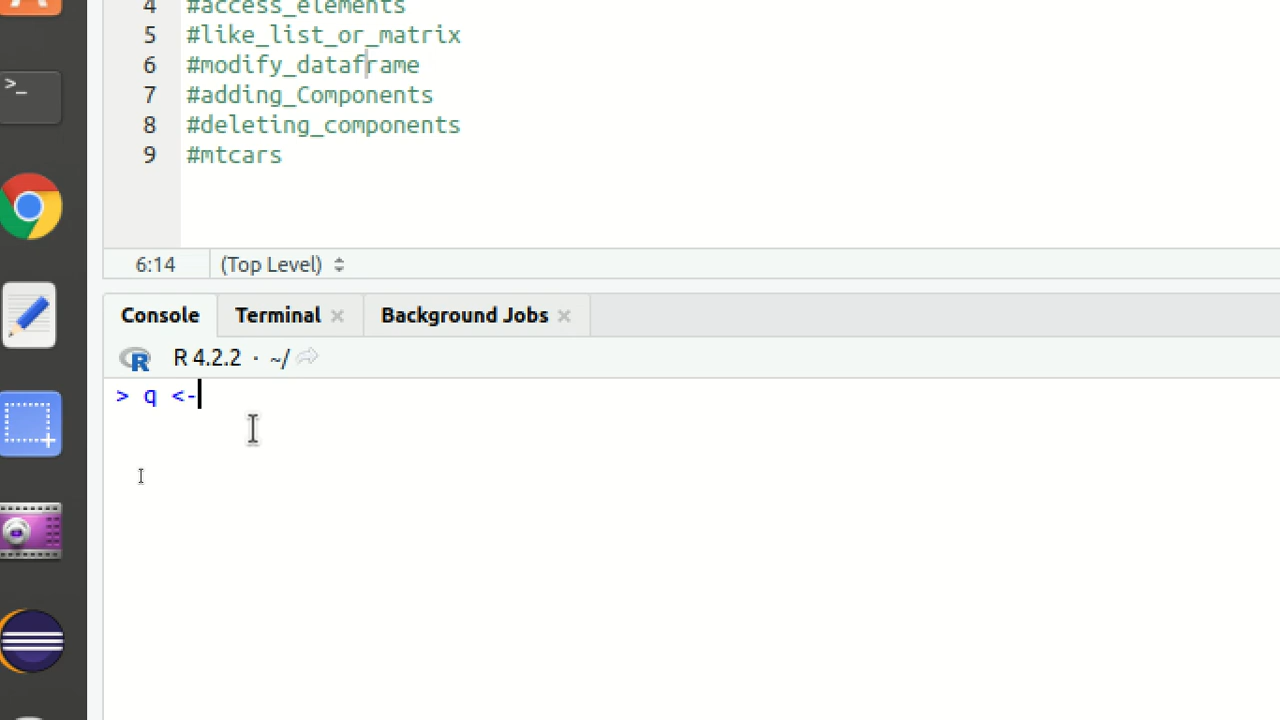 4 #access_elements
5 #like_list_or_matrix
6 #modify_dataframe
7 #adding_Components
8 #deleting_components
9 #mtcars
6:14 (Top Level)
Console Terminal Background Jobs
R R 4.2.2 · ~/
> q <-
>_